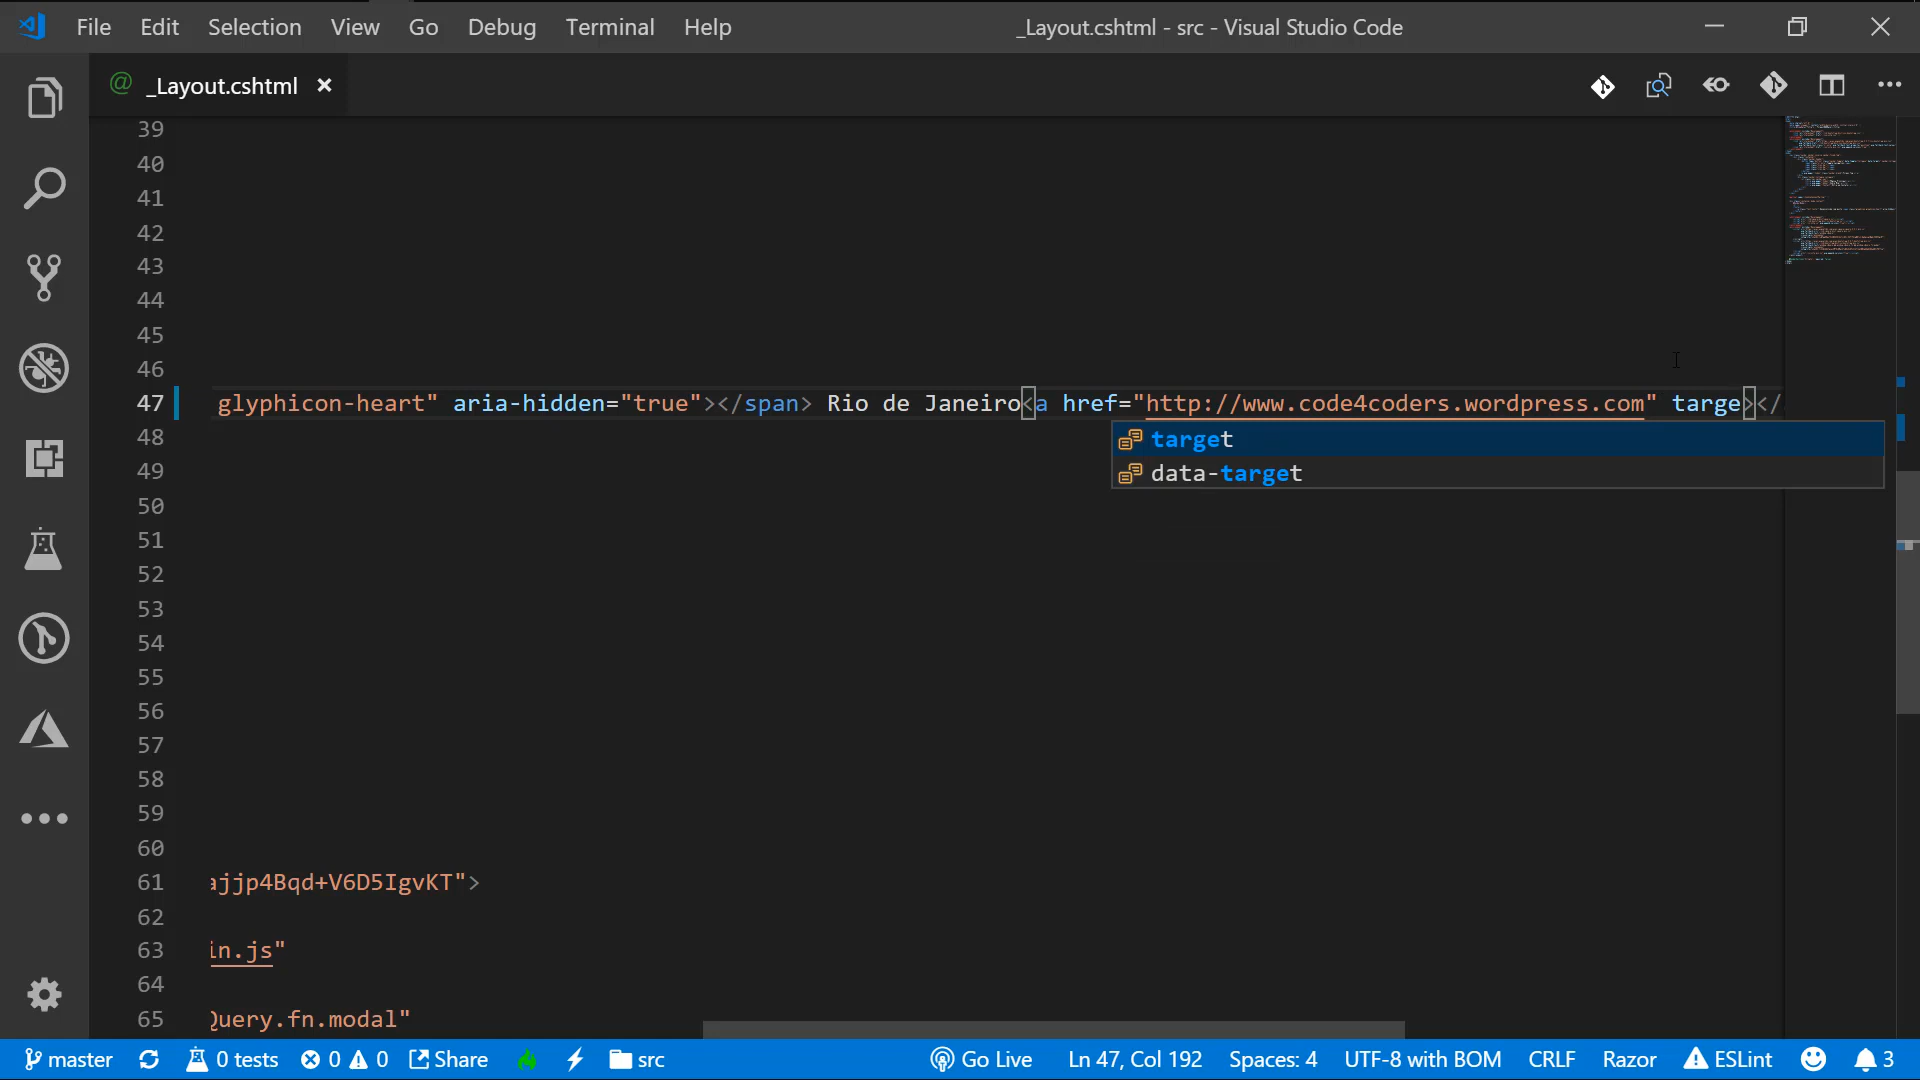 File Edit Selection View Go Debug Terminal Help _Layout.cshtml - src - Visual Studio Code
@ _Layout.cshtml
39
40
41
42
43
44
45
46
47 glyphicon-heart" aria-hidden="true"></span> Rio de Janeiro<a href="http://www.code4coders.wordpress.com" targe></
target
data-target
48
49
50
51
52
53
54
55
56
57
58
59
60
61 ajjp4Bqd+V6D5IgvKT">
62
63 in.js"
64
65 Query.fn.modal"
master 0 tests 0 0 Share src Go Live Ln 47, Col 192 Spaces: 4 UTF-8 with BOM CRLF Razor ESLint 3